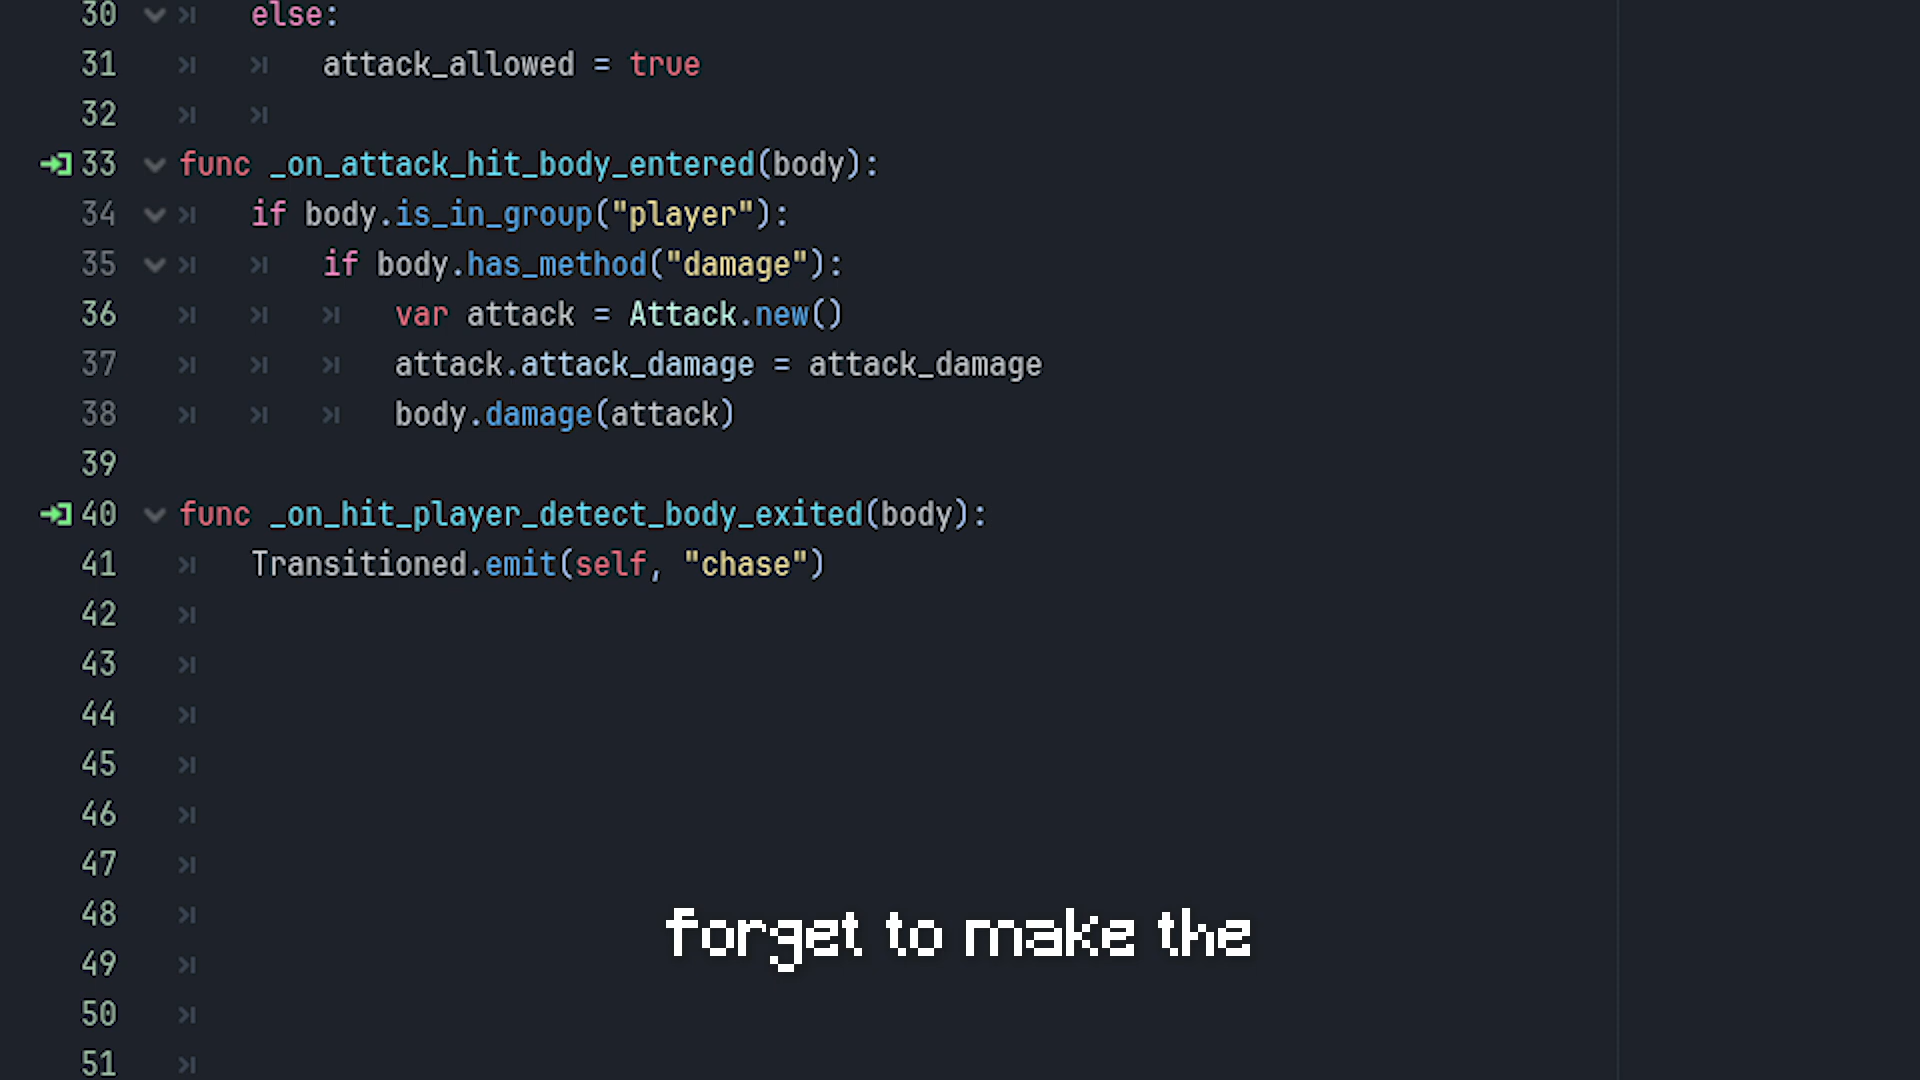 30 else:
31 attack_allowed = true
32
33 func _on_attack_hit_body_entered(body):
34 if body.is_in_group("player"):
35 if body.has_method("damage"):
36 var attack = Attack.new()
37 attack.attack_damage = attack_damage
38 body.damage(attack)
39
40 func _on_hit_player_detect_body_exited(body):
41 Transitioned.emit(self, "chase")
42
43
44
45
46
47
48
49
50
51
forget to make the